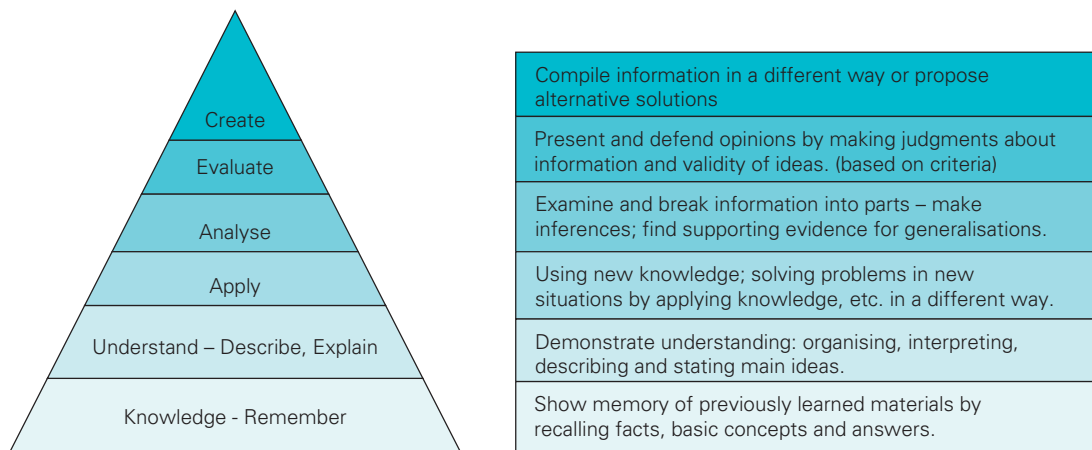 Create
Evaluate
Analyse
Apply
Understand – Describe, Explain
Knowledge - Remember
Compile information in a different way or propose
alternative solutions
Present and defend opinions by making judgments about
information and validity of ideas. (based on criteria)
Examine and break information into parts – make
inferences; find supporting evidence for generalisations.
Using new knowledge; solving problems in new
situations by applying knowledge, etc. in a different way.
Demonstrate understanding: organising, interpreting,
describing and stating main ideas.
Show memory of previously learned materials by
recalling facts, basic concepts and answers.